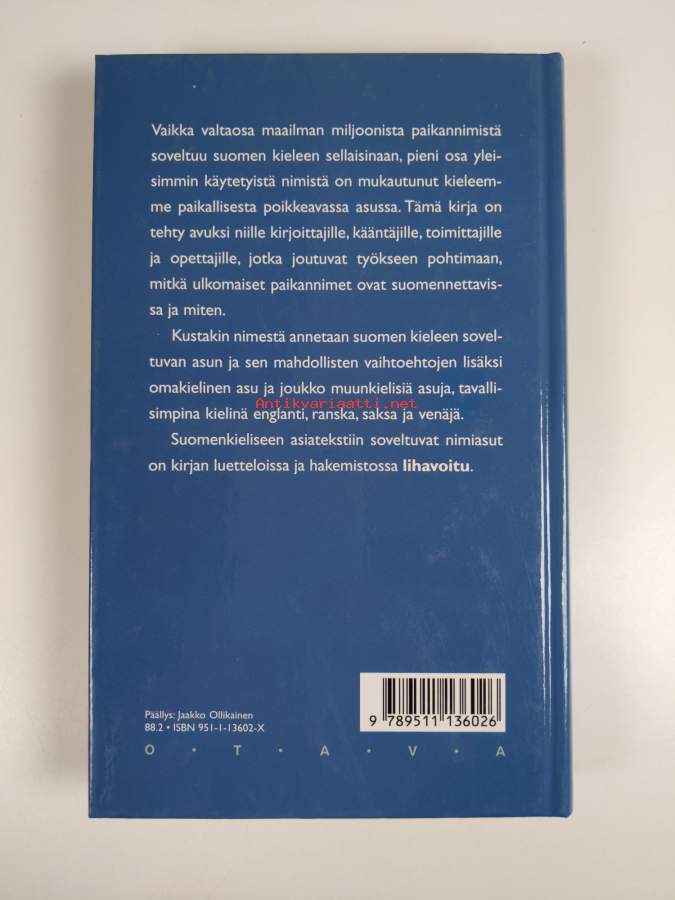 Vaikka valtaosa maailman miljoonista paikannimistä
soveltuu suomen kieleen sellaisinaan, pieni osa ylei-
simmin käytetyistä nimistä on mukautunut kieleem-
me paikallisesta poikkeavassa asussa. Tämä kirja on
tehty avuksi niille kirjoittajille, kääntäjille, toimittajille
ja opettajille, jotka joutuvat työkseen pohtimaan,
mitkä ulkomaiset paikannimet ovat suomennettavis-
sa ja miten.
Kustakin nimestä annetaan suomen kieleen sovel-
tuvan asun ja sen mahdollisten vaihtoehtojen lisäksi
omakielinen asu ja joukko muunkielisiä asuja, tavalli-
Antikvariaatti.net
simpina kielinä englanti, ranska, saksa ja venäjä.
Suomenkieliseen asiatekstiin soveltuvat nimiasut
on kirjan luetteloissa ja hakemistossa lihavoitu.
Päällys: Jaakko Ollikainen
88.2 • ISBN 951-1-13602-X
9 789511 136026
O • T • A • V • A